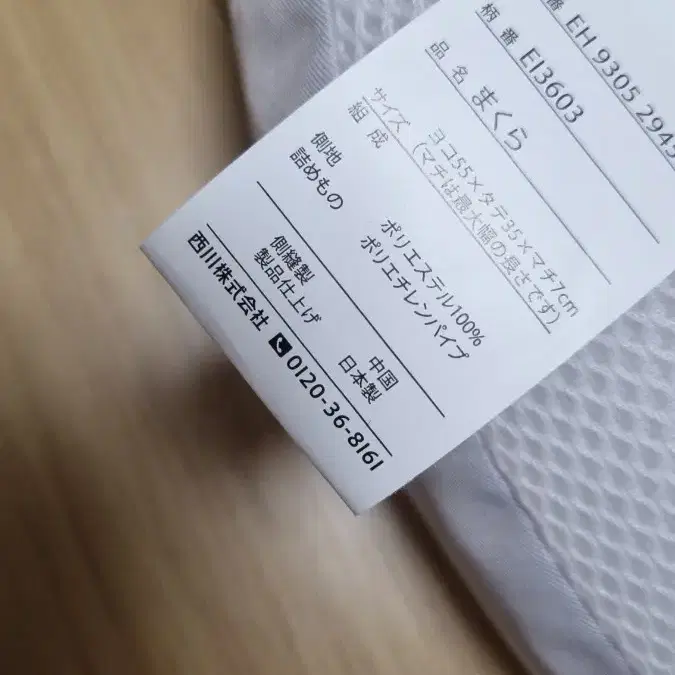 番 EH 9305 2945
柄 番 EI3603
品 名 まくら
サイズ ヨコ55×タテ35×マチ7cm
(マチは最大幅の長さです)
組 成
側地 ポリエステル100%
詰めもの ポリエチレンパイプ
側縫製 中国
製品仕上げ 日本製
西川株式会社 0120-36-8161